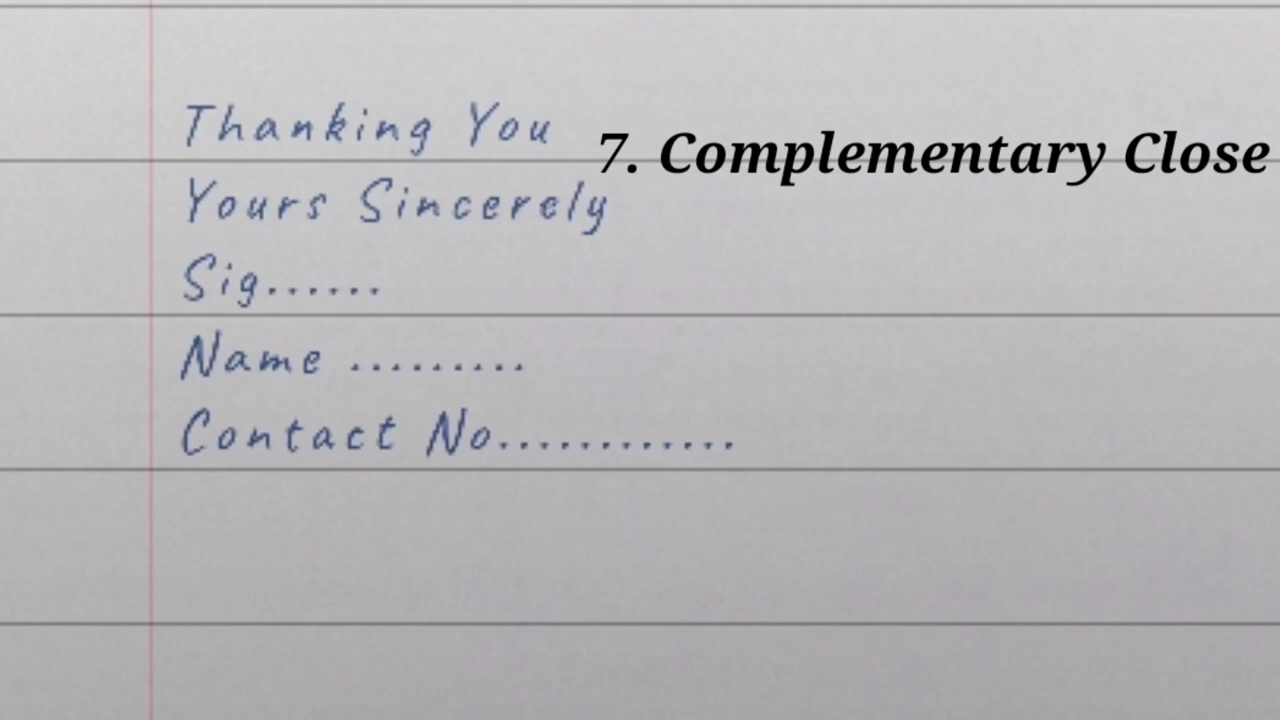 Thanking You
7. Complementary Close
Yours Sincerely
Sig......
Name .........
Contact No............